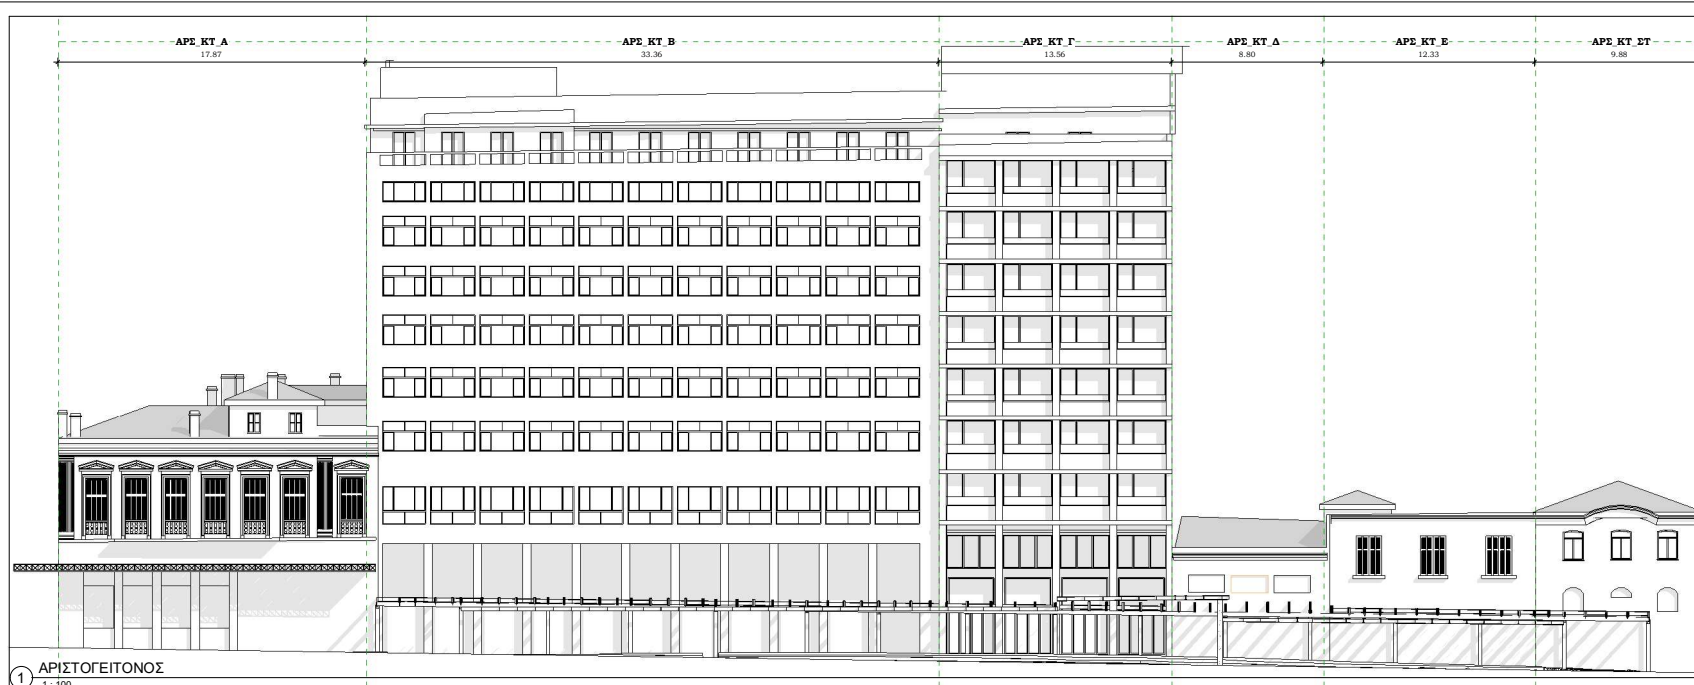 ΑΡΣ_ΚΤ_Α
17.87
ΑΡΣ_ΚΤ_Β
33.36
ΑΡΣ_ΚΤ_Γ
13.56
ΑΡΣ_ΚΤ_Δ
8.80
ΑΡΣ_ΚΤ_Ε
12.33
ΑΡΣ_ΚΤ_ΣΤ
9.88
1
ΑΡΙΣΤΟΓΕΙΤΟΝΟΣ
1 : 100